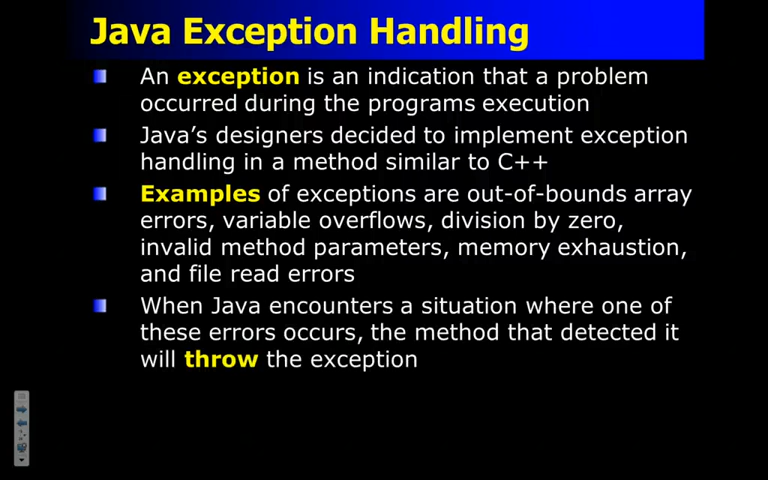 Java Exception Handling
An exception is an indication that a problem
occurred during the programs execution
Java's designers decided to implement exception
handling in a method similar to C++
Examples of exceptions are out-of-bounds array
errors, variable overflows, division by zero,
invalid method parameters, memory exhaustion,
and file read errors
When Java encounters a situation where one of
these errors occurs, the method that detected it
will throw the exception